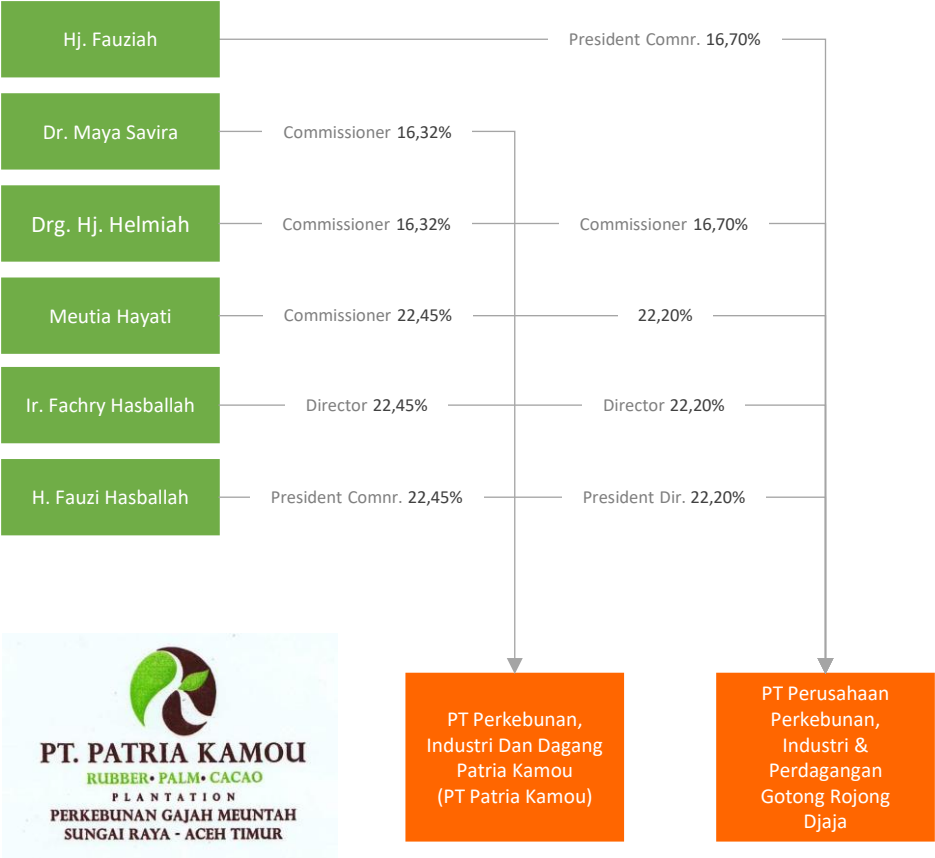 Hj. Fauziah
President Comnr. 16,70%
Dr. Maya Savira
Commissioner 16,32%
Drg. Hj. Helmiah
Commissioner 16,32%
Commissioner 16,70%
Meutia Hayati
Commissioner 22,45%
22,20%
Ir. Fachry Hasballah
Director 22,45%
Director 22,20%
H. Fauzi Hasballah
President Comnr. 22,45%
President Dir. 22,20%
PT. PATRIA KAMOU
RUBBER• PALM• CACAO
PLANTATION
PERKEBUNAN GAJAH MEUNTAH
SUNGAI RAYA - ACEH TIMUR
PT Perkebunan,
Industri Dan Dagang
Patria Kamou
(PT Patria Kamou)
PT Perusahaan
Perkebunan,
Industri &
Perdagangan
Gotong Rojong
Djaja